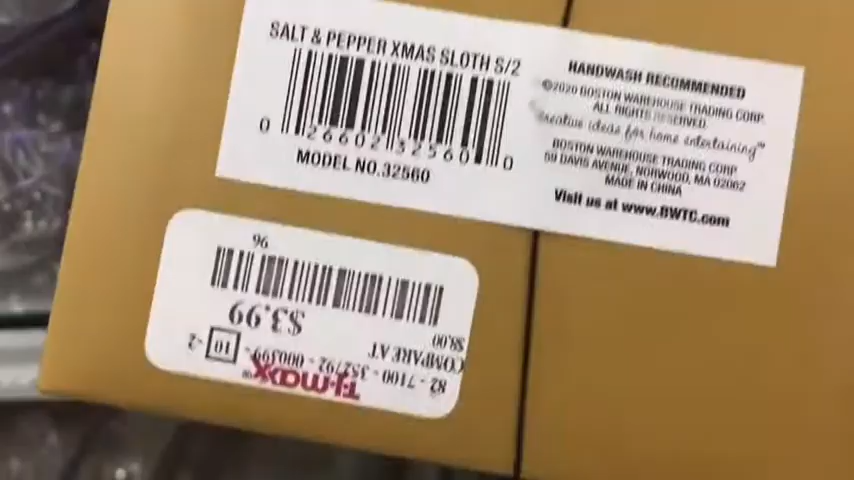 SALT & PEPPER XMAS SLOTH S/2
0 26602 32560 0
MODEL NO.32560
HANDWASH RECOMMENDED
©2020 BOSTON WAREHOUSE TRADING CORP.
ALL RIGHTS RESERVED.
creative ideas for home entertaining™
BOSTON WAREHOUSE TRADING CORP
59 DAVIS AVENUE, NORWOOD, MA 02062
MADE IN CHINA
Visit us at www.BWTC.com
T.J.maxx
82 - 7100 - 352792 - 000399 - 2
COMPARE AT
$8.00
10 -2
$3.99
96